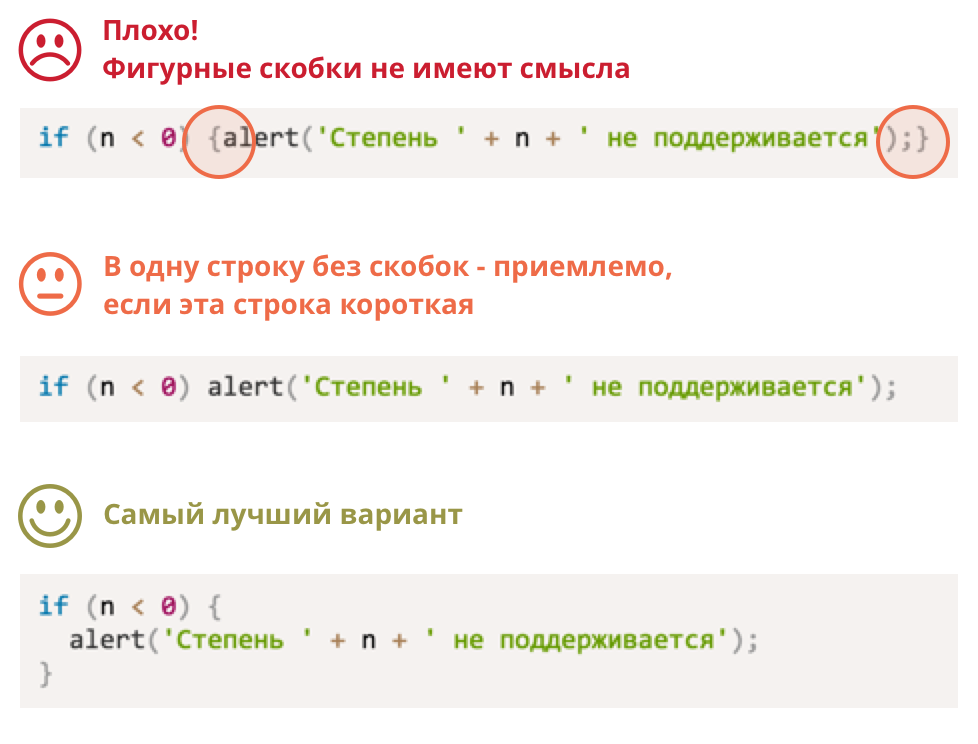 Плохо!
Фигурные скобки не имеют смысла
if (n < 0) {alert('Степень ' + n + ' не поддерживается');}
В одну строку без скобок - приемлемо,
если эта строка короткая
if (n < 0) alert('Степень ' + n + ' не поддерживается');
Самый лучший вариант
if (n < 0) {
  alert('Степень ' + n + ' не поддерживается');
}